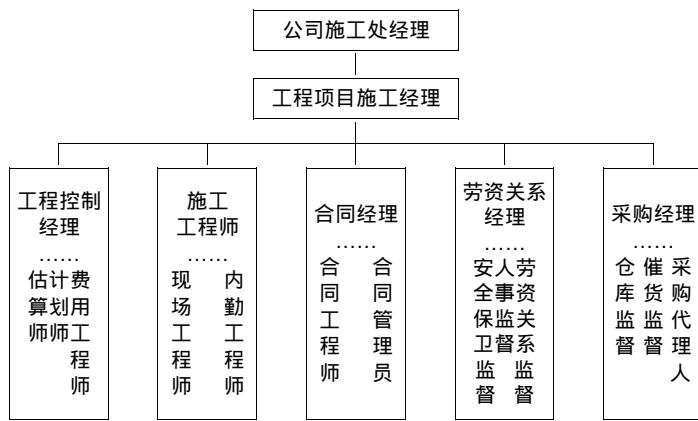 公司施工处经理
工程项目施工经理
工程控制
经理
……
估算师
计划师
费用工程师
施工
工程师
……
现场工程师
内勤工程师
合同经理
……
合同工程师
合同管理员
劳资关系
经理
……
安全保卫监督
人事监督
劳资关系监督
采购经理
……
仓库监督
催货监督
采购代理人